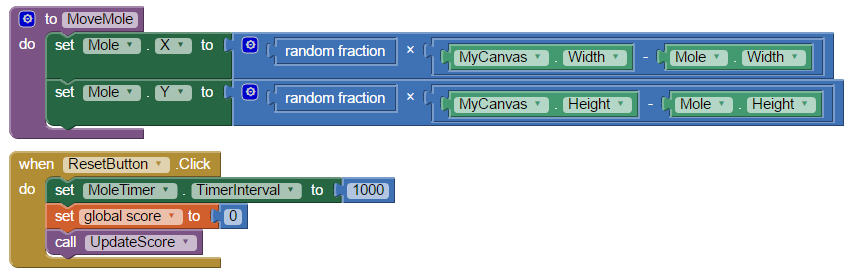 to MoveMole
do set Mole . X to random fraction × MyCanvas . Width - Mole . Width
set Mole . Y to random fraction × MyCanvas . Height - Mole . Height
when ResetButton .Click
do set MoleTimer . TimerInterval to 1000
set global score to 0
call UpdateScore